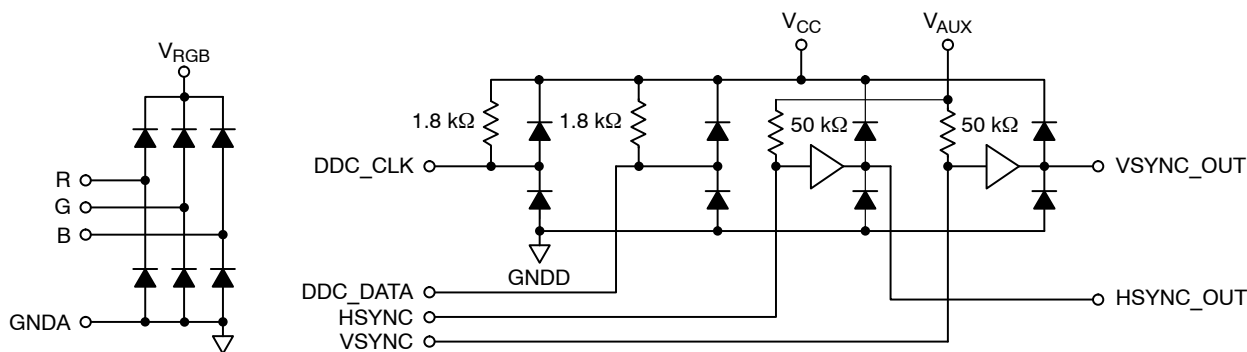 V_RGB
R
G
B
GNDA
V_CC
V_AUX
1.8 kΩ
1.8 kΩ
50 kΩ
50 kΩ
DDC_CLK
VSYNC_OUT
GNDD
DDC_DATA
HSYNC_OUT
HSYNC
VSYNC